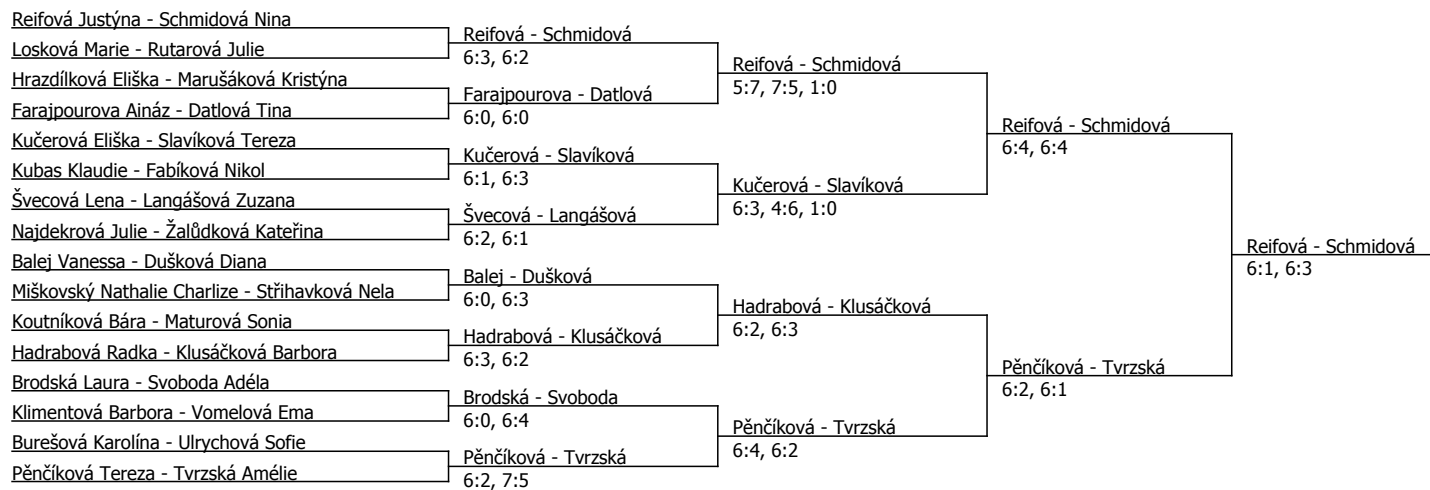 Reifová Justýna - Schmidová Nina
Losková Marie - Rutarová Julie
Hrazdílková Eliška - Marušáková Kristýna
Farajpourova Aináz - Datlová Tina
Kučerová Eliška - Slavíková Tereza
Kubas Klaudie - Fabíková Nikol
Švecová Lena - Langášová Zuzana
Najdekrová Julie - Žalůdková Kateřina
Balej Vanessa - Dušková Diana
Miškovský Nathalie Charlize - Střihavková Nela
Koutníková Bára - Maturová Sonia
Hadrabová Radka - Klusáčková Barbora
Brodská Laura - Svoboda Adéla
Klimentová Barbora - Vomelová Ema
Burešová Karolína - Ulrychová Sofie
Pěnčíková Tereza - Tvrzská Amélie
Reifová - Schmidová
6:3, 6:2
Farajpourova - Datlová
6:0, 6:0
Kučerová - Slavíková
6:1, 6:3
Švecová - Langášová
6:2, 6:1
Balej - Dušková
6:0, 6:3
Hadrabová - Klusáčková
6:3, 6:2
Brodská - Svoboda
6:0, 6:4
Pěnčíková - Tvrzská
6:2, 7:5
Reifová - Schmidová
5:7, 7:5, 1:0
Kučerová - Slavíková
6:3, 4:6, 1:0
Hadrabová - Klusáčková
6:2, 6:3
Pěnčíková - Tvrzská
6:4, 6:2
Reifová - Schmidová
6:4, 6:4
Pěnčíková - Tvrzská
6:2, 6:1
Reifová - Schmidová
6:1, 6:3